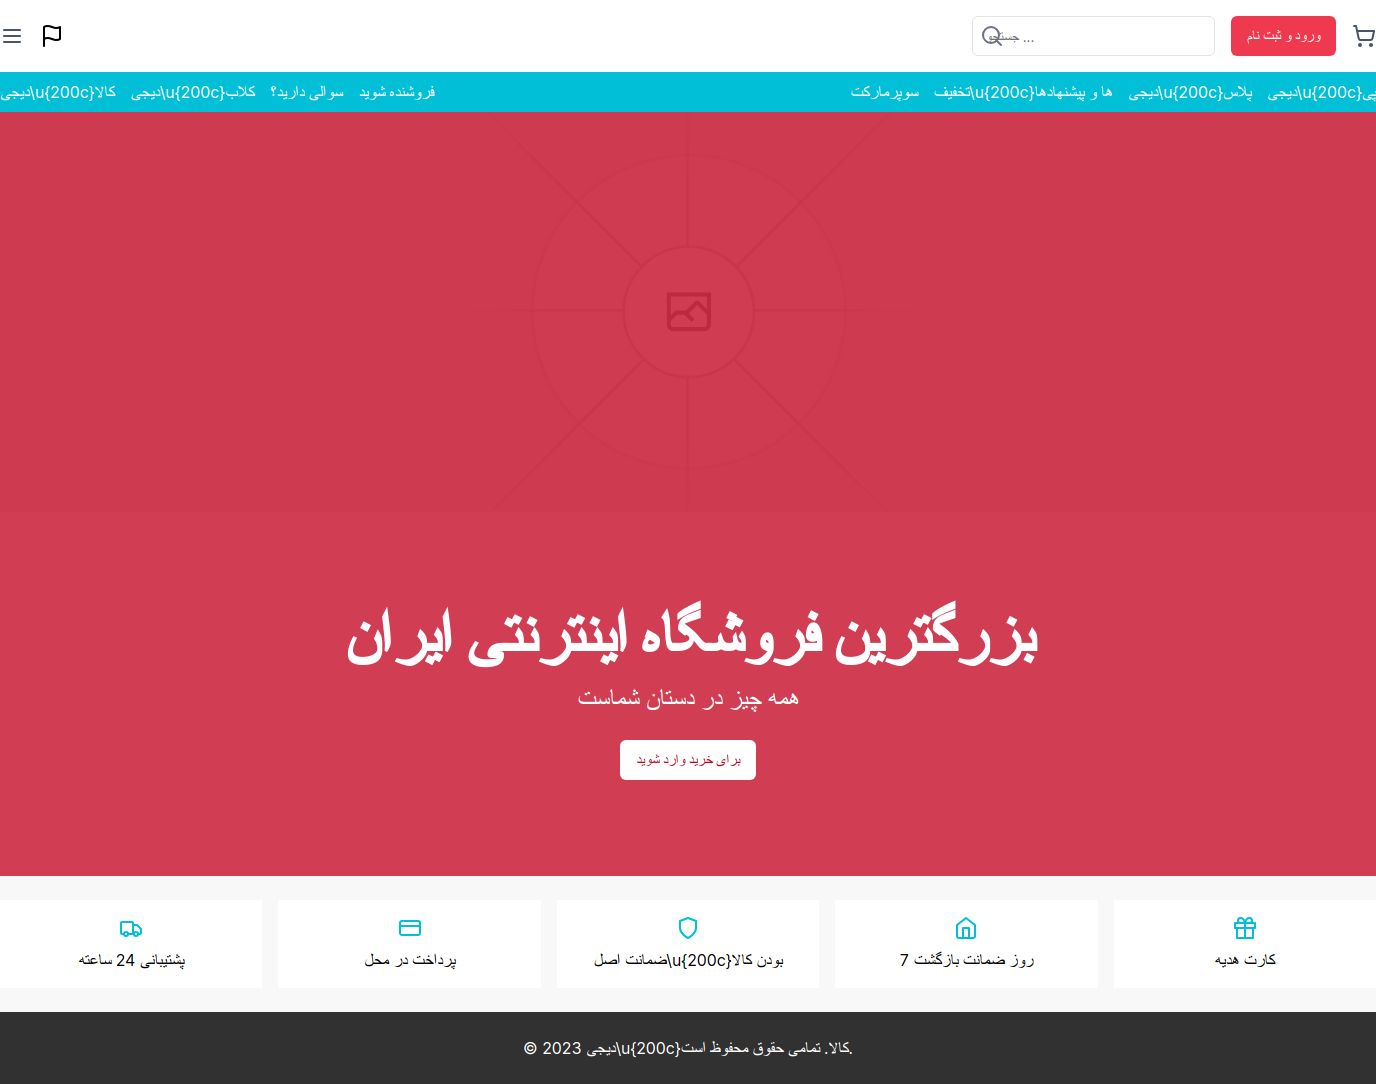 جستجو ...
ورود و ثبت نام
دیجی\u{200c}کالا
دیجی\u{200c}کلاب
سوالی دارید؟
فروشنده شوید
سوپرمارکت
تخفیف\u{200c}ها و پیشنهادها
دیجی\u{200c}پلاس
دیجی\u{200c}
بزرگترین فروشگاه اینترنتی ایران
همه چیز در دستان شماست
برای خرید وارد شوید
پشتیبانی 24 ساعته
پرداخت در محل
ضمانت اصل\u{200c}بودن کالا
7 روز ضمانت بازگشت
کارت هدیه
© 2023 دیجی\u{200c}کالا. تمامی حقوق محفوظ است.